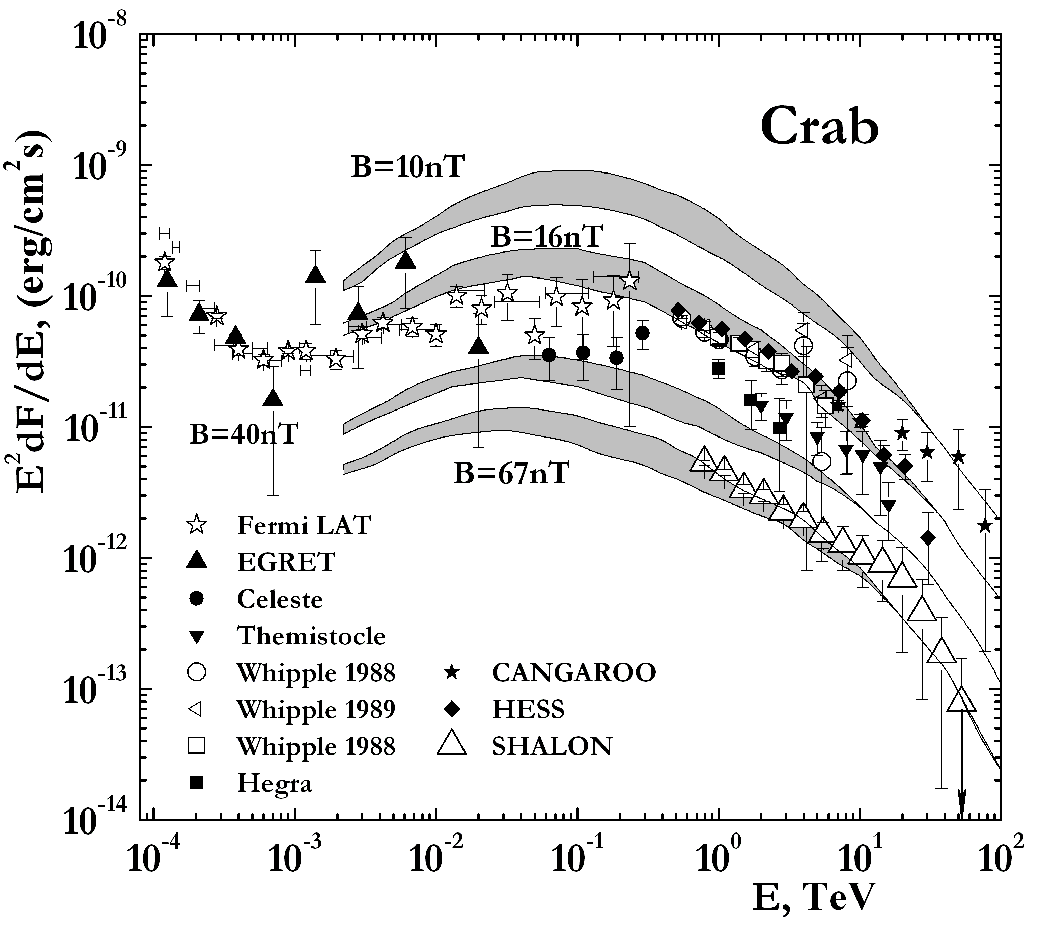 10⁻⁸
Crab
10⁻⁹
B=10nT
B=16nT
10⁻¹⁰
10⁻¹¹
B=40nT
B=67nT
10⁻¹²
10⁻¹³
10⁻¹⁴
E²dF/dE, (erg/cm²s)
Fermi LAT
EGRET
Celeste
Themistocle
Whipple 1988
Whipple 1989
Whipple 1988
Hegra
CANGAROO
HESS
SHALON
10⁻⁴ 10⁻³ 10⁻² 10⁻¹ 10⁰ 10¹ 10²
E, TeV